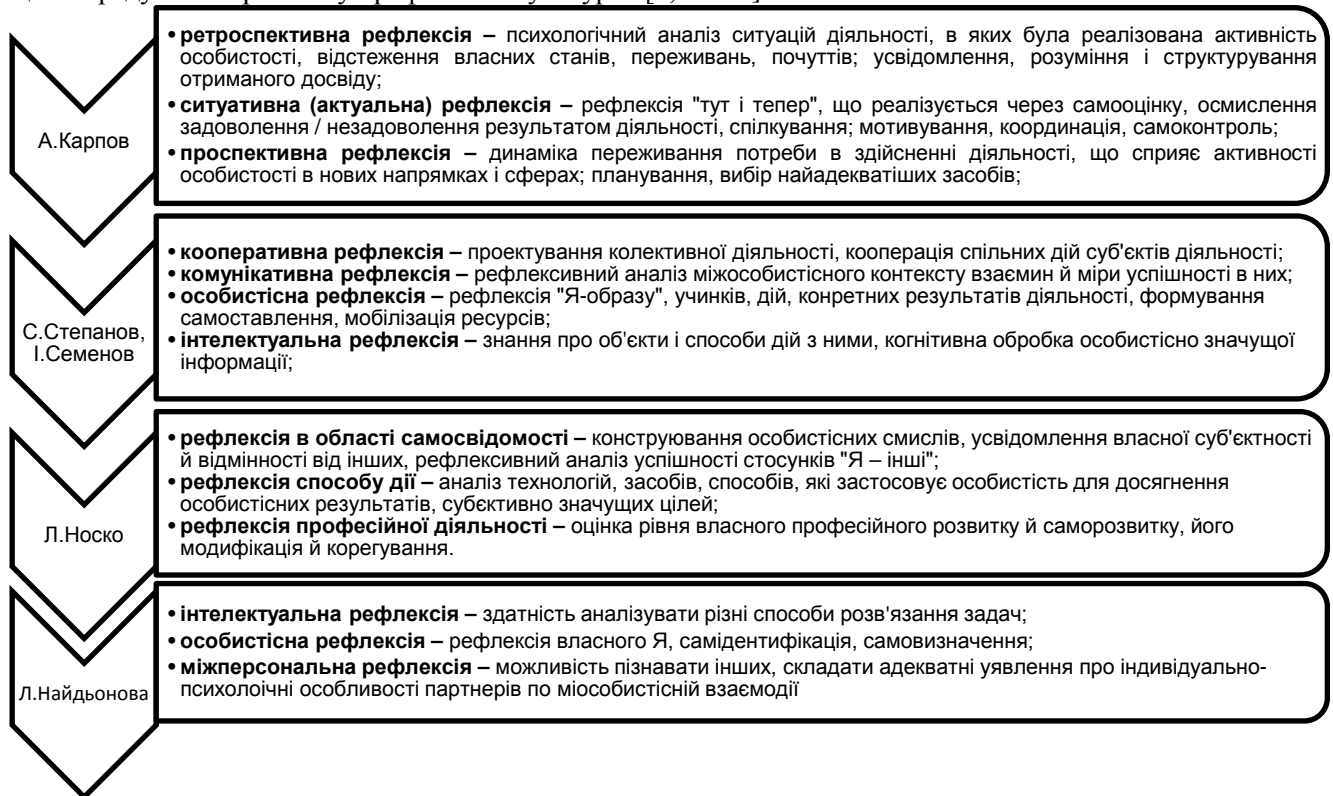 А.Карпов
• ретроспективна рефлексія – психологічний аналіз ситуацій діяльності, в яких була реалізована активність
особистості, відстеження власних станів, переживань, почуттів; усвідомлення, розуміння і структурування
отриманого досвіду;
• ситуативна (актуальна) рефлексія – рефлексія "тут і тепер", що реалізується через самооцінку, осмислення
задоволення / незадоволення результатом діяльності, спілкування; мотивування, координація, самоконтроль;
• проспективна рефлексія – динаміка переживання потреби в здійсненні діяльності, що сприяє активності
особистості в нових напрямках і сферах; планування, вибір найадекватіших засобів;
С.Степанов,
І.Семенов
• кооперативна рефлексія – проектування колективної діяльності, кооперація спільних дій суб'єктів діяльності;
• комунікативна рефлексія – рефлексивний аналіз міжособистісного контексту взаємин й міри успішності в них;
• особистісна рефлексія – рефлексія "Я-образу", учинків, дій, конретних результатів діяльності, формування
самоставлення, мобілізація ресурсів;
• інтелектуальна рефлексія – знання про об'єкти і способи дій з ними, когнітивна обробка особистісно значущої
інформації;
Л.Носко
• рефлексія в області самосвідомості – конструювання особистісних смислів, усвідомлення власної суб'єктності
й відмінності від інших, рефлексивний аналіз успішності стосунків "Я – інші";
• рефлексія способу дії – аналіз технологій, засобів, способів, які застосовує особистість для досягнення
особистісних результатів, субєктивно значущих цілей;
• рефлексія професійної діяльності – оцінка рівня власного професійного розвитку й саморозвитку, його
модифікація й корегування.
Л.Найдьонова
• інтелектуальна рефлексія – здатність аналізувати різні способи розв'язання задач;
• особистісна рефлексія – рефлексія власного Я, самідентифікація, самовизначення;
• міжперсональна рефлексія – можливість пізнавати інших, складати адекватні уявлення про індивідуально-
психолоічні особливості партнерів по міособистісній взаємодії